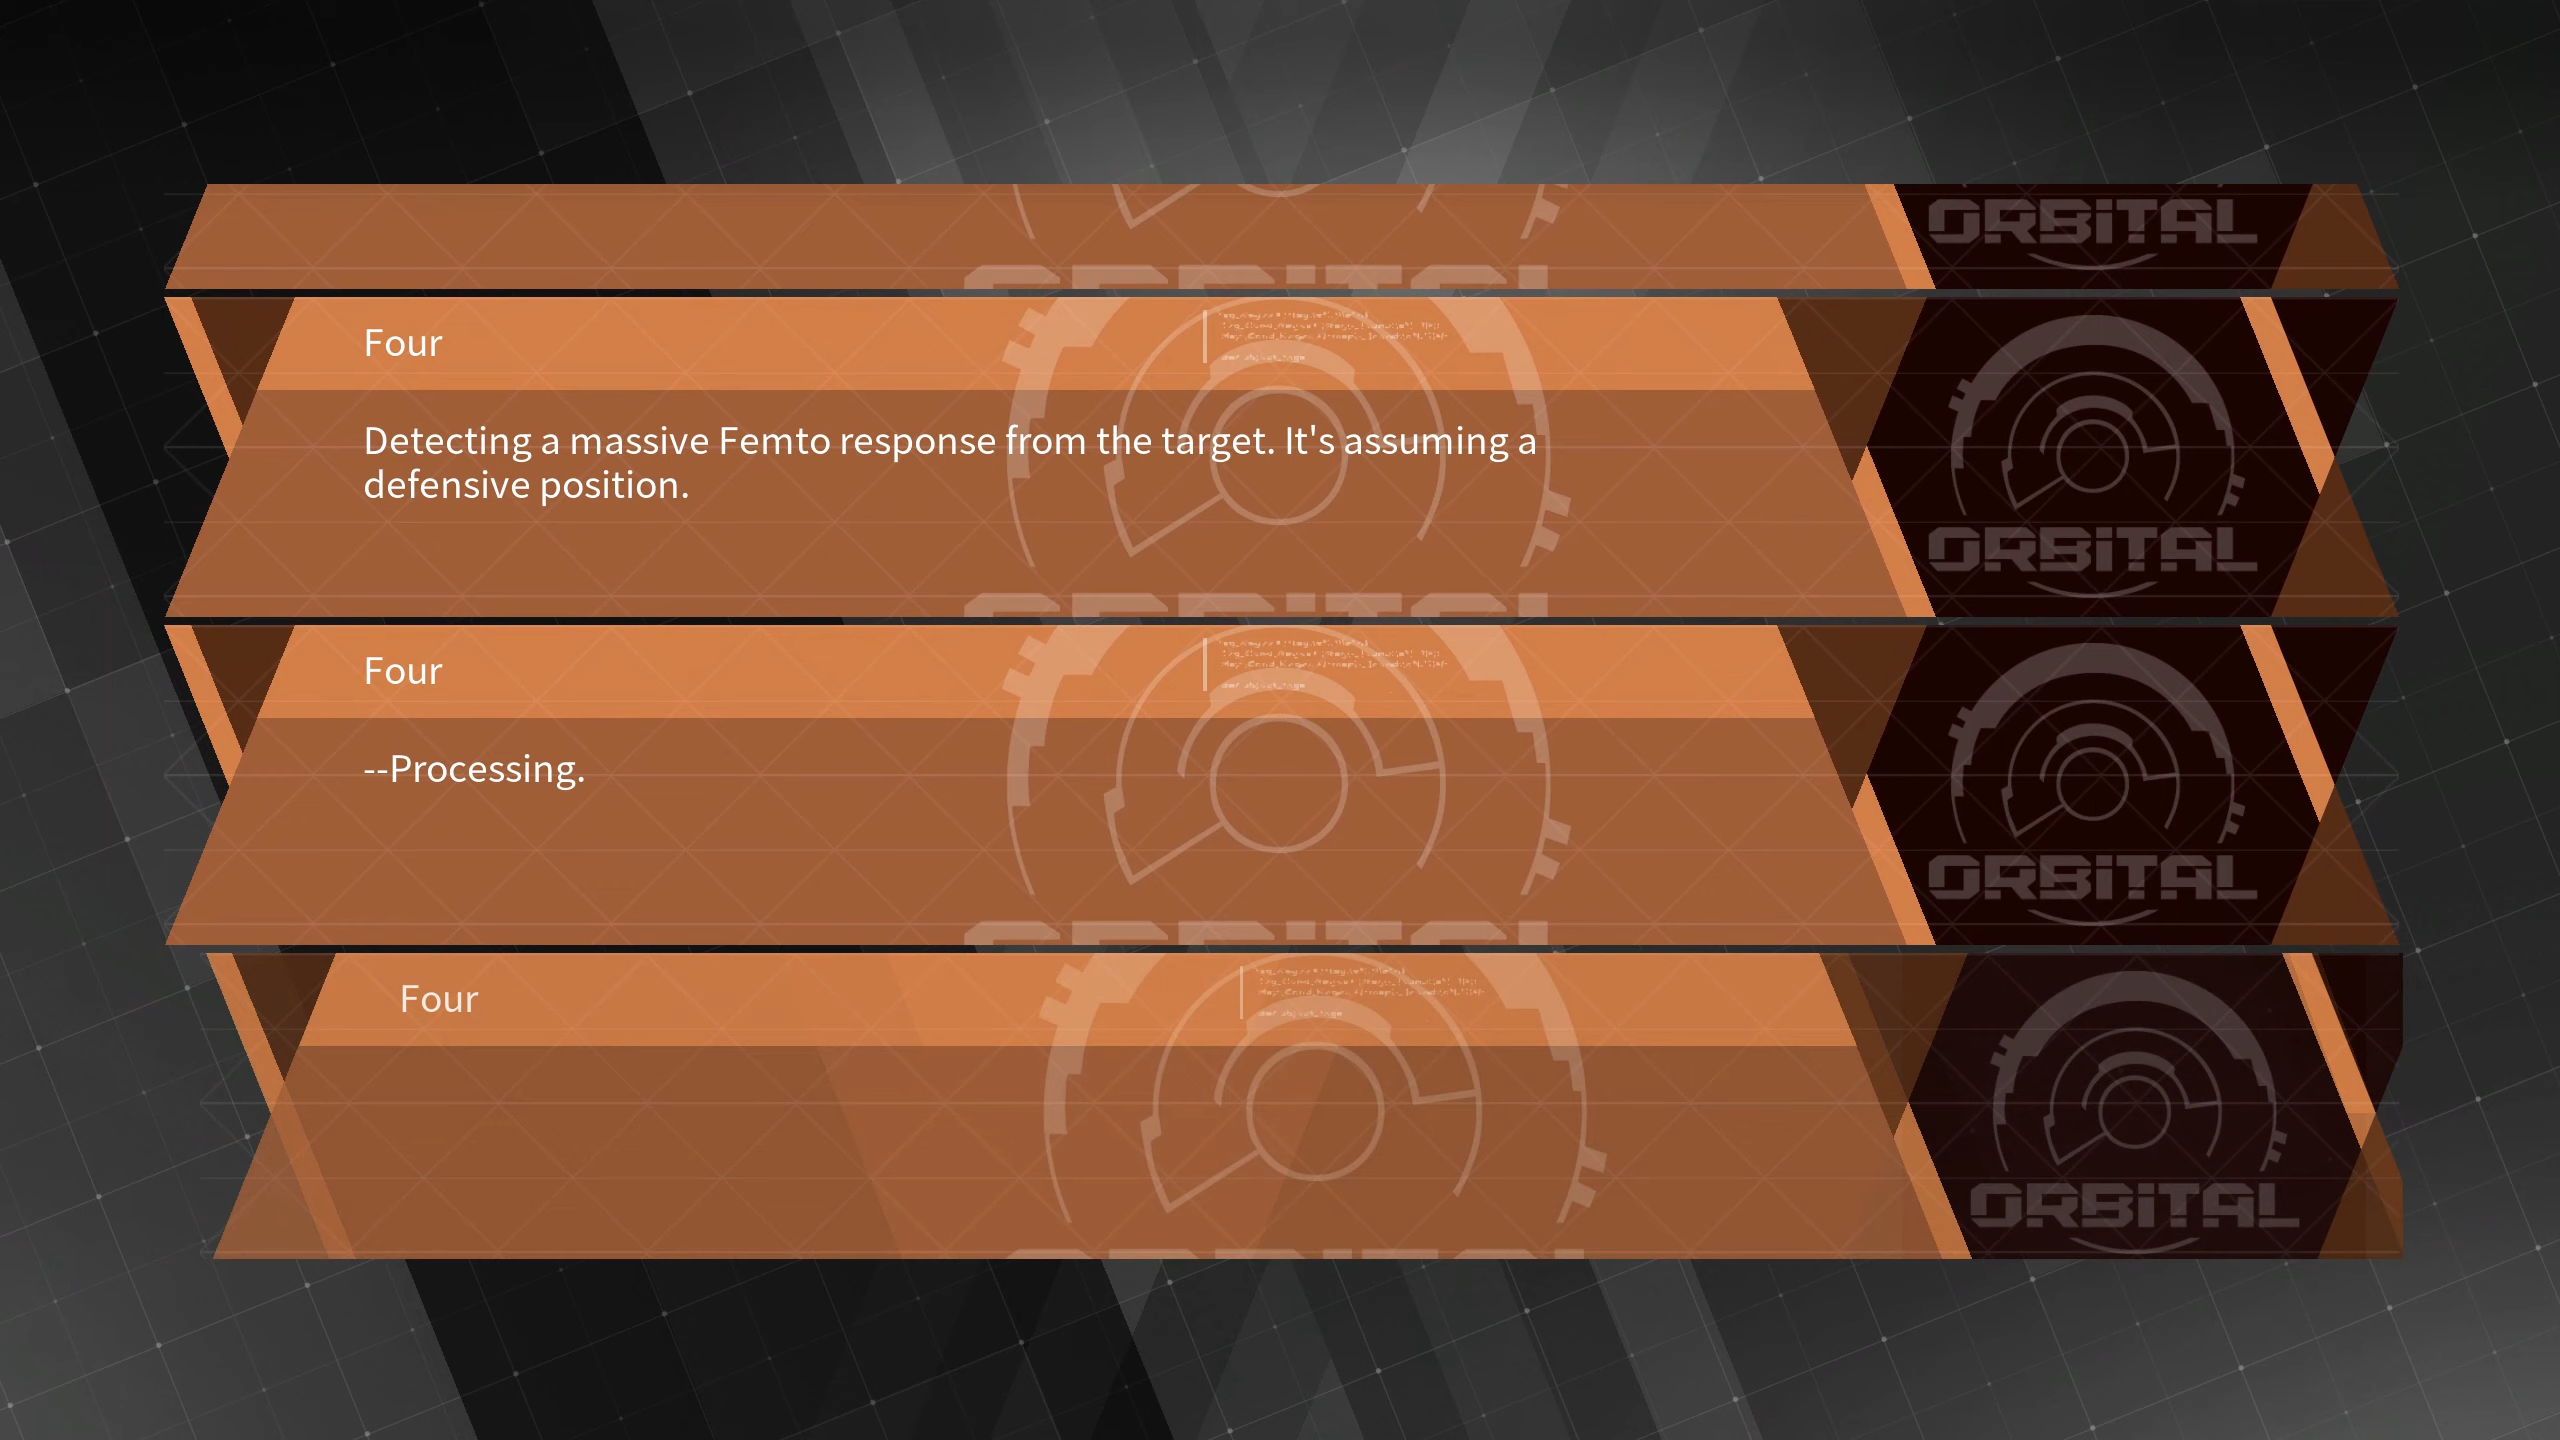 ORBiTAL
Four
Detecting a massive Femto response from the target. It's assuming a
defensive position.
ORBiTAL
Four
--Processing.
ORBiTAL
Four
ORBiTAL